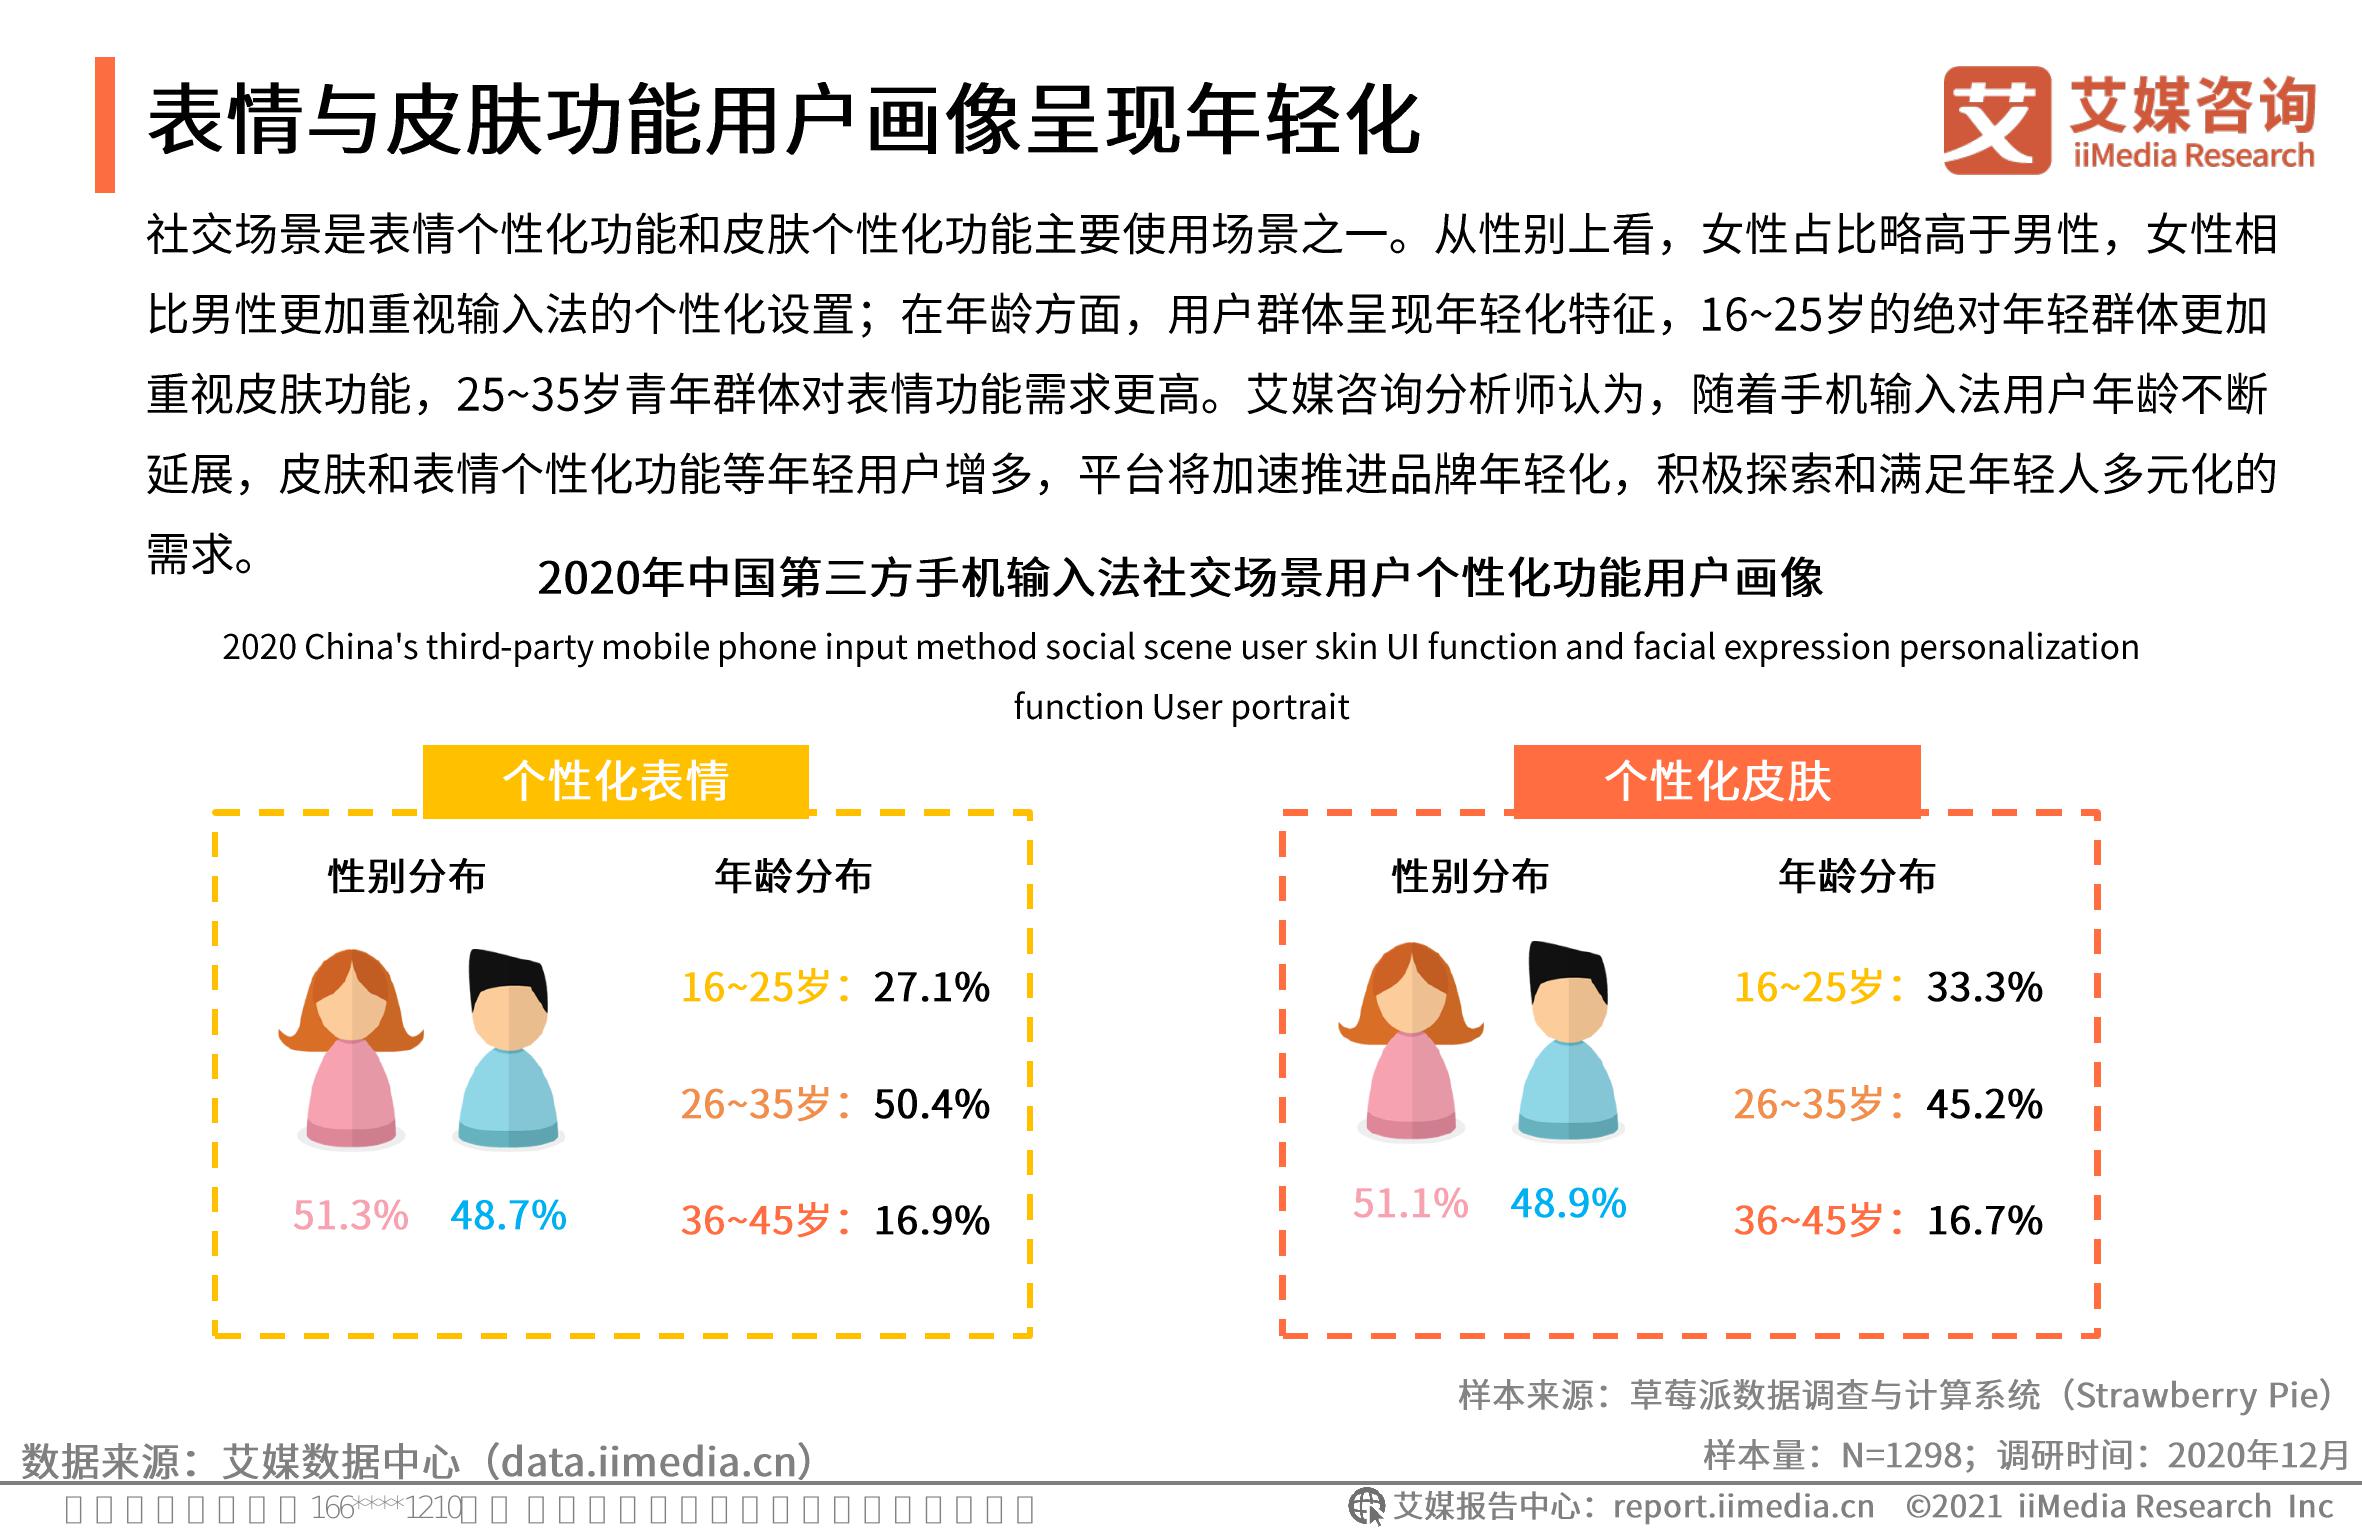 表情与皮肤功能用户画像呈现年轻化
艾 艾媒咨询
iiMedia Research
社交场景是表情个性化功能和皮肤个性化功能主要使用场景之一。从性别上看，女性占比略高于男性，女性相
比男性更加重视输入法的个性化设置；在年龄方面，用户群体呈现年轻化特征，16~25岁的绝对年轻群体更加
重视皮肤功能，25~35岁青年群体对表情功能需求更高。艾媒咨询分析师认为，随着手机输入法用户年龄不断
延展，皮肤和表情个性化功能等年轻用户增多，平台将加速推进品牌年轻化，积极探索和满足年轻人多元化的
需求。
2020年中国第三方手机输入法社交场景用户个性化功能用户画像
2020 China's third-party mobile phone input method social scene user skin UI function and facial expression personalization
function User portrait
个性化表情
性别分布 年龄分布
16~25岁：27.1%
26~35岁：50.4%
51.3% 48.7%
36~45岁：16.9%
个性化皮肤
性别分布 年龄分布
16~25岁：33.3%
26~35岁：45.2%
51.1% 48.9%
36~45岁：16.7%
样本来源：草莓派数据调查与计算系统（Strawberry Pie）
数据来源：艾媒数据中心（data.iimedia.cn）
样本量：N=1298；调研时间：2020年12月
166****1210
艾媒报告中心：report.iimedia.cn ©2021 iiMedia Research Inc